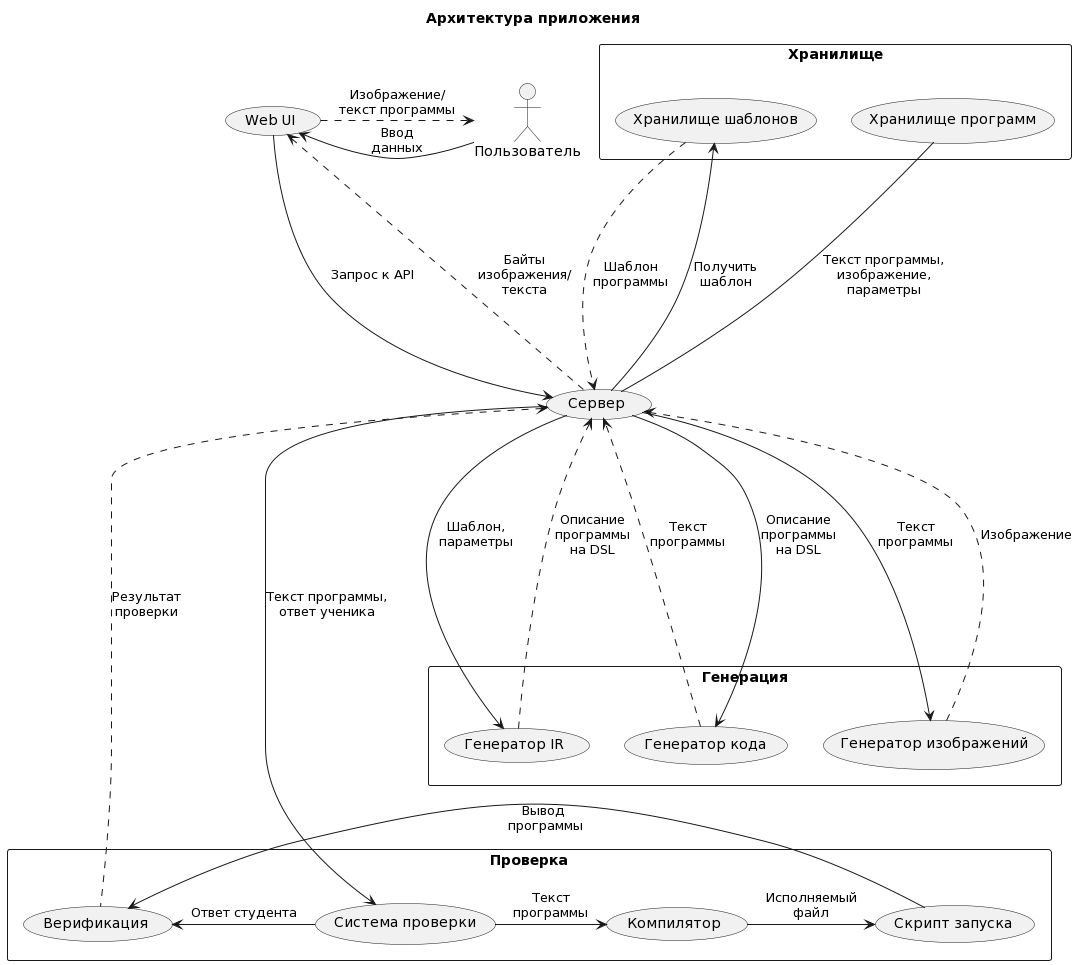 Архитектура приложения
Хранилище
Изображение/
текст программы
Web UI
Хранилище шаблонов
Хранилище программ
Ввод
данных
Пользователь
Запрос к API
Байты
изображения/
текста
Шаблон
программы
Получить
шаблон
Текст программы,
изображение,
параметры
Сервер
Шаблон,
параметры
Описание
программы
на DSL
Текст
программы
Описание
программы
на DSL
Текст
программы
Изображение
Результат
проверки
Текст программы,
ответ ученика
Генерация
Генератор IR
Генератор кода
Генератор изображений
Вывод
программы
Проверка
Верификация
Ответ студента
Система проверки
Текст
программы
Компилятор
Исполняемый
файл
Скрипт запуска